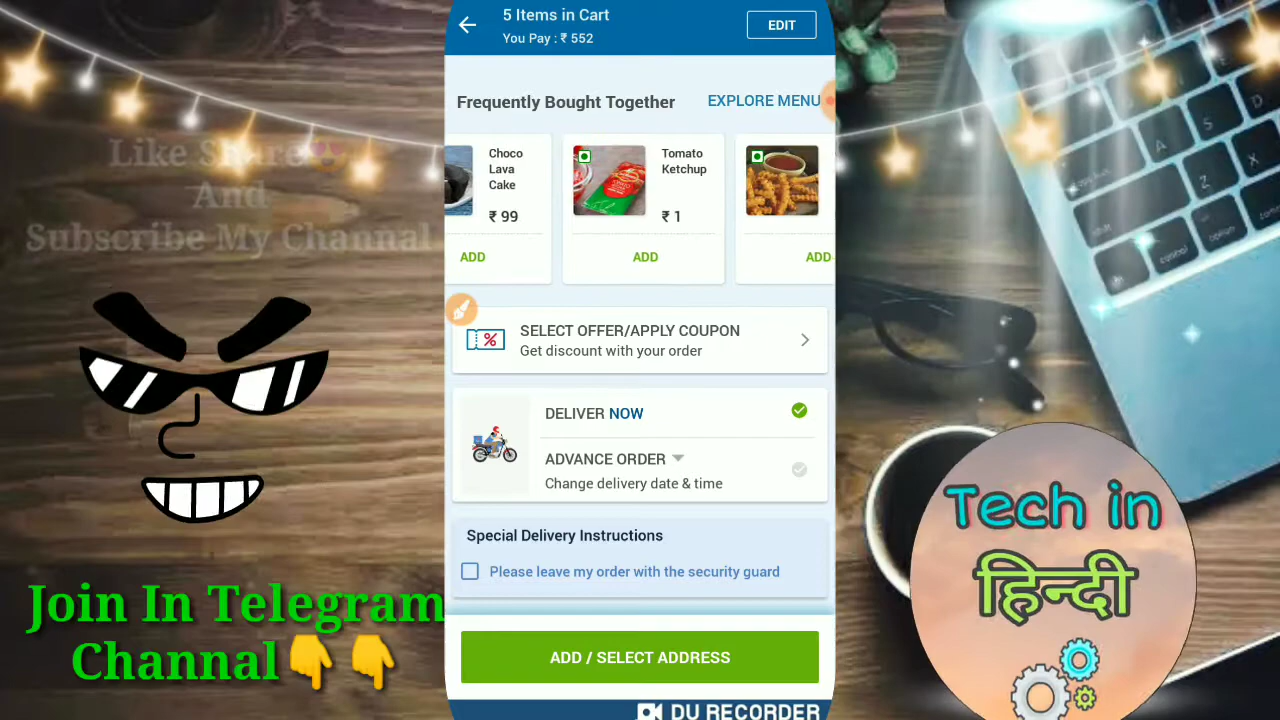 5 Items in Cart
You Pay : ₹ 552
EDIT
Frequently Bought Together
EXPLORE MENU
Choco
Lava
Cake
₹ 99
ADD
Tomato
Ketchup
₹ 1
ADD
ADD
SELECT OFFER/APPLY COUPON
Get discount with your order
DELIVER NOW
ADVANCE ORDER
Change delivery date & time
Special Delivery Instructions
Please leave my order with the security guard
ADD / SELECT ADDRESS
DU RECORDER
Like Share😍
And
Subscribe My Channel
Join In Telegram
Channal👇👇
Tech in
हिन्दी